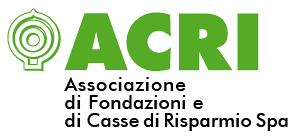 ACRI
Associazione
di Fondazioni e
di Casse di Risparmio Spa